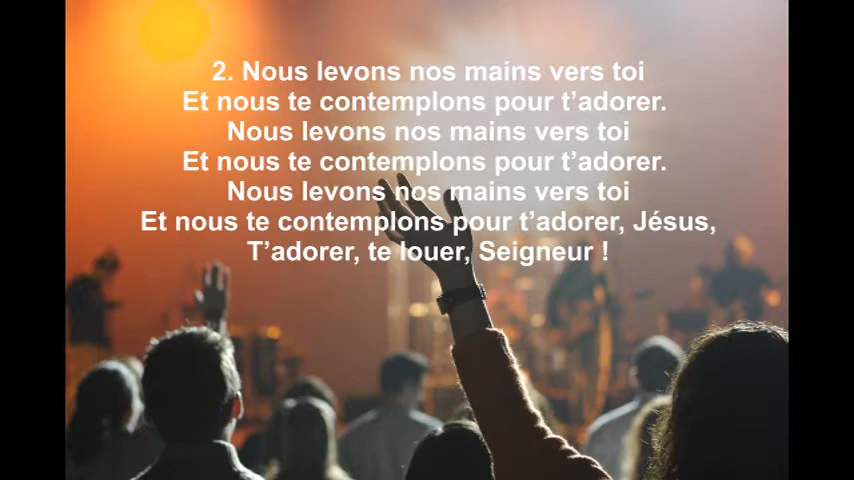 2. Nous levons nos mains vers toi
Et nous te contemplons pour t’adorer.
Nous levons nos mains vers toi
Et nous te contemplons pour t’adorer.
Nous levons nos mains vers toi
Et nous te contemplons pour t’adorer, Jésus,
T’adorer, te louer, Seigneur !